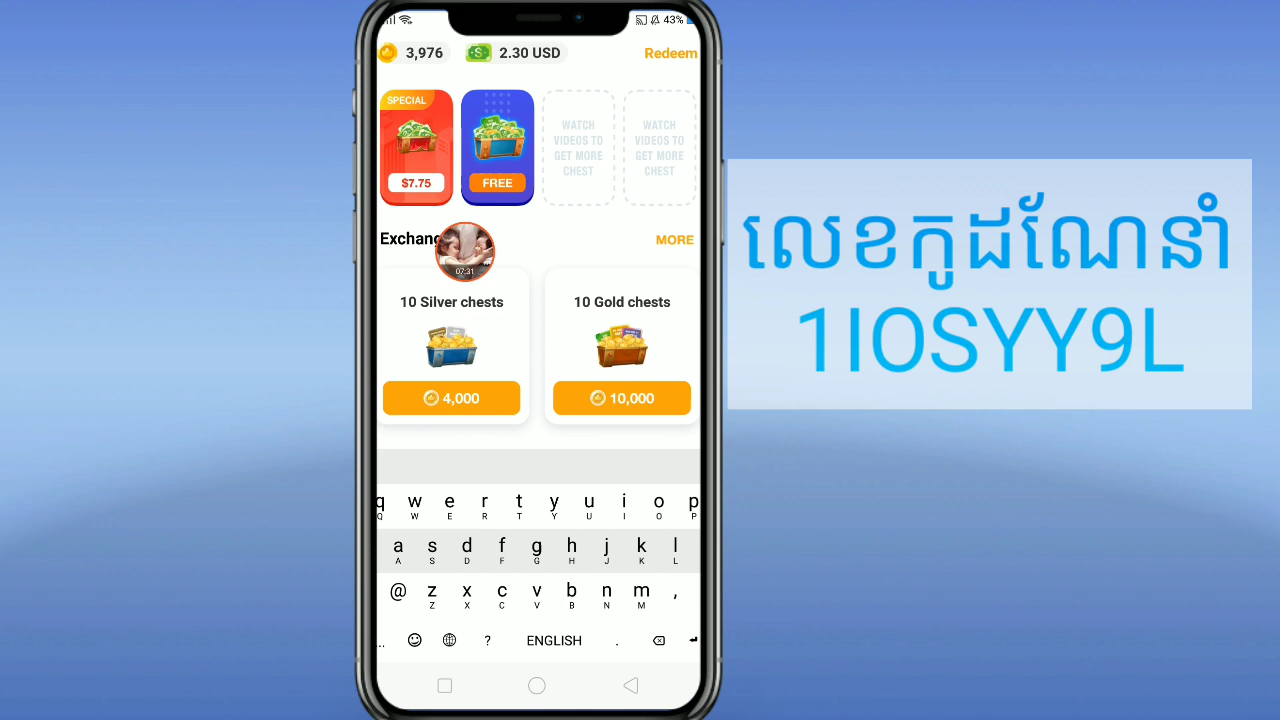 43%
3,976
2.30 USD
Redeem
SPECIAL
$7.75
FREE
WATCH
VIDEOS TO
GET MORE
CHEST
WATCH
VIDEOS TO
GET MORE
CHEST
Exchang
MORE
07:31
10 Silver chests
10 Gold chests
4,000
10,000
លេខកូដណែនាំ
1IOSYY9L
q w e r t y u i o p
Q W E R T Y U I O P
a s d f g h j k l
A S D F G H J K L
@ z x c v b n m ,
Z X C V B N M
... ? ENGLISH .